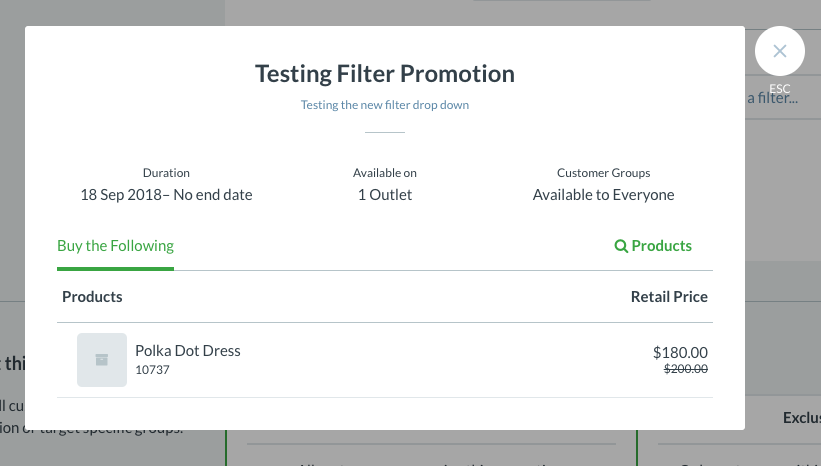 Testing Filter Promotion
Testing the new filter drop down
ESC
a filter...
Duration
18 Sep 2018– No end date
Available on
1 Outlet
Customer Groups
Available to Everyone
Buy the Following
Products
Products
Retail Price
Polka Dot Dress
10737
$180.00
$200.00